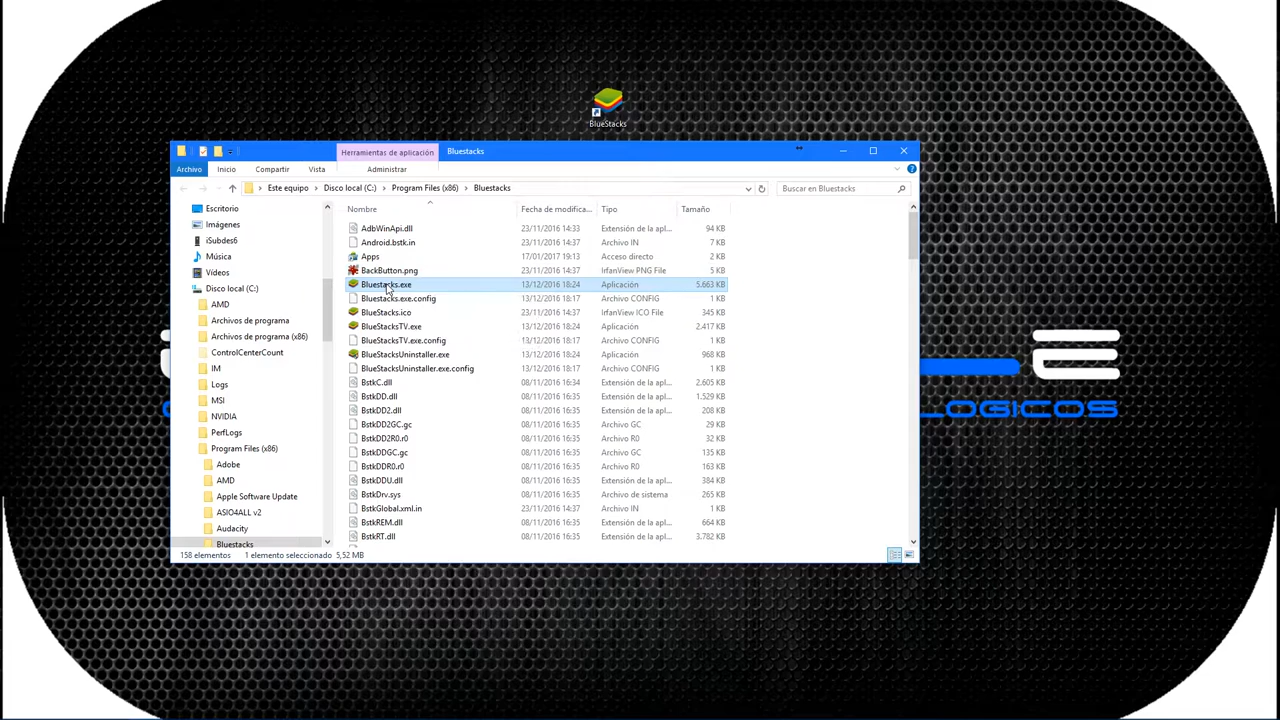 BlueStacks
Herramientas de aplicación
Bluestacks
Archivo
Inicio
Compartir
Vista
Administrar
Este equipo > Disco local (C:) > Program Files (x86) > Bluestacks
Buscar en Bluestacks
Nombre Fecha de modifica... Tipo Tamaño
Escritorio
Imágenes
iSubdes6
Música
Vídeos
Disco local (C:)
AMD
Archivos de programa
Archivos de programa (x86)
ControlCenterCount
IM
Logs
MSI
NVIDIA
PerfLogs
Program Files (x86)
Adobe
AMD
Apple Software Update
ASIO4ALL v2
Audacity
Bluestacks
AdbWinApi.dll 23/11/2016 14:33 Extensión de la apl... 94 KB
Android.bstk.in 23/11/2016 14:37 Archivo IN 7 KB
Apps 17/01/2017 19:13 Acceso directo 2 KB
BackButton.png 23/11/2016 14:37 IrfanView PNG File 5 KB
Bluestacks.exe 13/12/2016 18:24 Aplicación 5.663 KB
Bluestacks.exe.config 13/12/2016 18:17 Archivo CONFIG 1 KB
BlueStacks.ico 23/11/2016 14:37 IrfanView ICO File 345 KB
BlueStacksTV.exe 13/12/2016 18:24 Aplicación 2.417 KB
BlueStacksTV.exe.config 13/12/2016 18:17 Archivo CONFIG 1 KB
BlueStacksUninstaller.exe 13/12/2016 18:24 Aplicación 968 KB
BlueStacksUninstaller.exe.config 13/12/2016 18:17 Archivo CONFIG 1 KB
BstkC.dll 08/11/2016 16:34 Extensión de la apl... 2.605 KB
BstkDD.dll 08/11/2016 16:35 Extensión de la apl... 1.529 KB
BstkDD2.dll 08/11/2016 16:35 Extensión de la apl... 208 KB
BstkDD2GC.gc 08/11/2016 16:35 Archivo GC 29 KB
BstkDD2R0.r0 08/11/2016 16:35 Archivo R0 32 KB
BstkDDGC.gc 08/11/2016 16:35 Archivo GC 135 KB
BstkDDR0.r0 08/11/2016 16:35 Archivo R0 163 KB
BstkDDU.dll 08/11/2016 16:35 Extensión de la apl... 384 KB
BstkDrv.sys 08/11/2016 16:35 Archivo de sistema 265 KB
BstkGlobal.xml.in 23/11/2016 14:37 Archivo IN 1 KB
BstkREM.dll 08/11/2016 16:35 Extensión de la apl... 664 KB
BstkRT.dll 08/11/2016 16:35 Extensión de la apl... 3.782 KB
158 elementos 1 elemento seleccionado 5,52 MB
E
LOGICOS